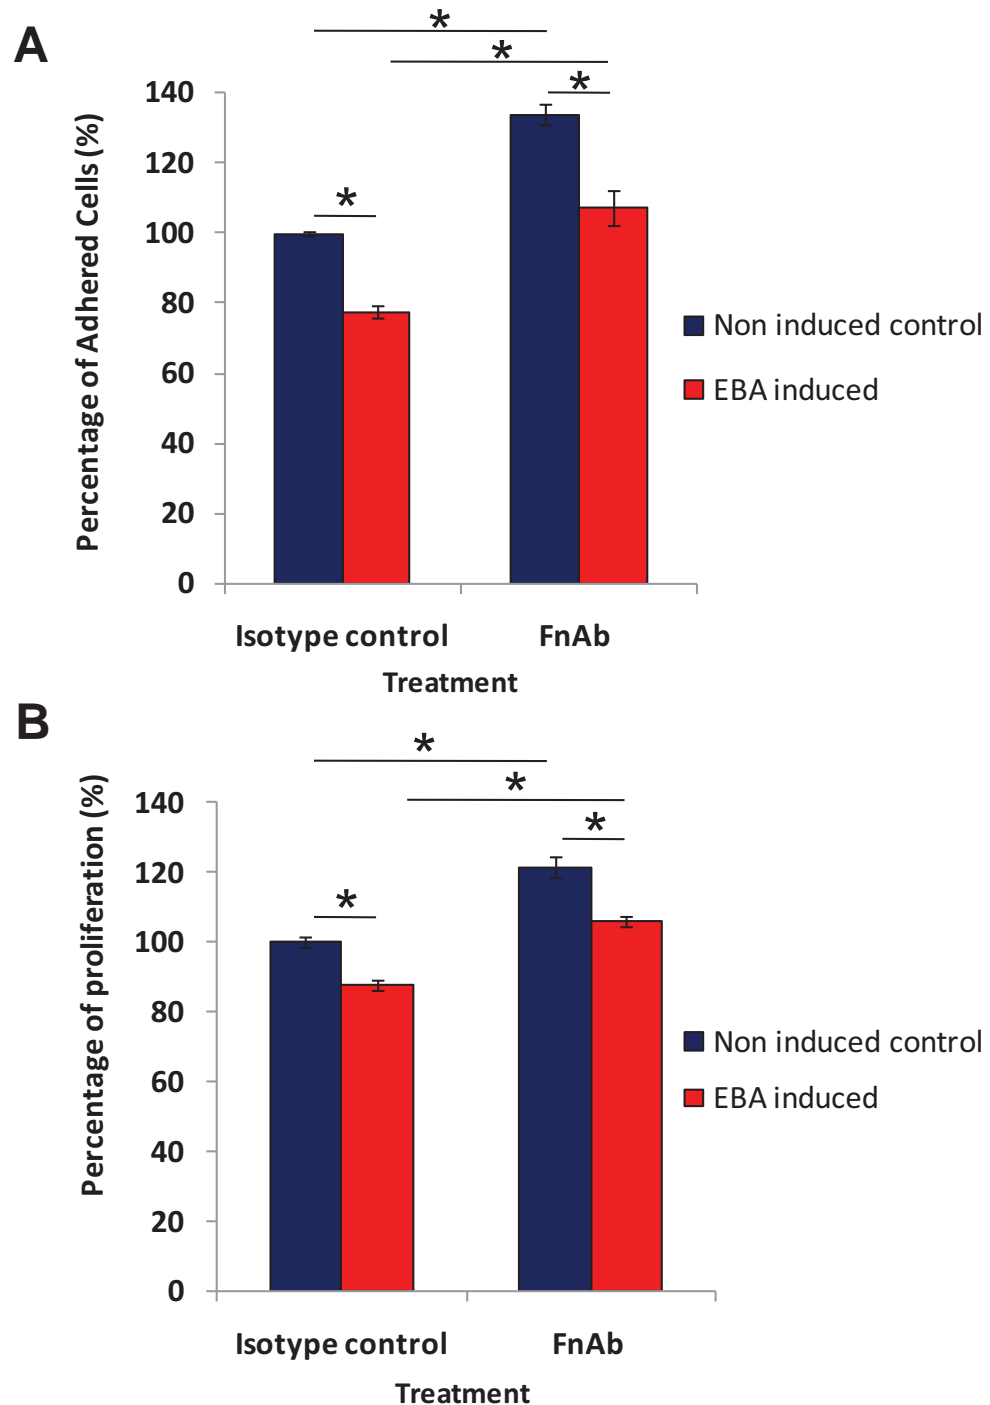 A
*
*
*
*
Percentage of Adhered Cells (%)
140
120
100
80
60
40
20
0
Non induced control
EBA induced
Isotype control FnAb
Treatment
B
*
*
*
*
Percentage of proliferation (%)
140
120
100
80
60
40
20
0
Non induced control
EBA induced
Isotype control FnAb
Treatment